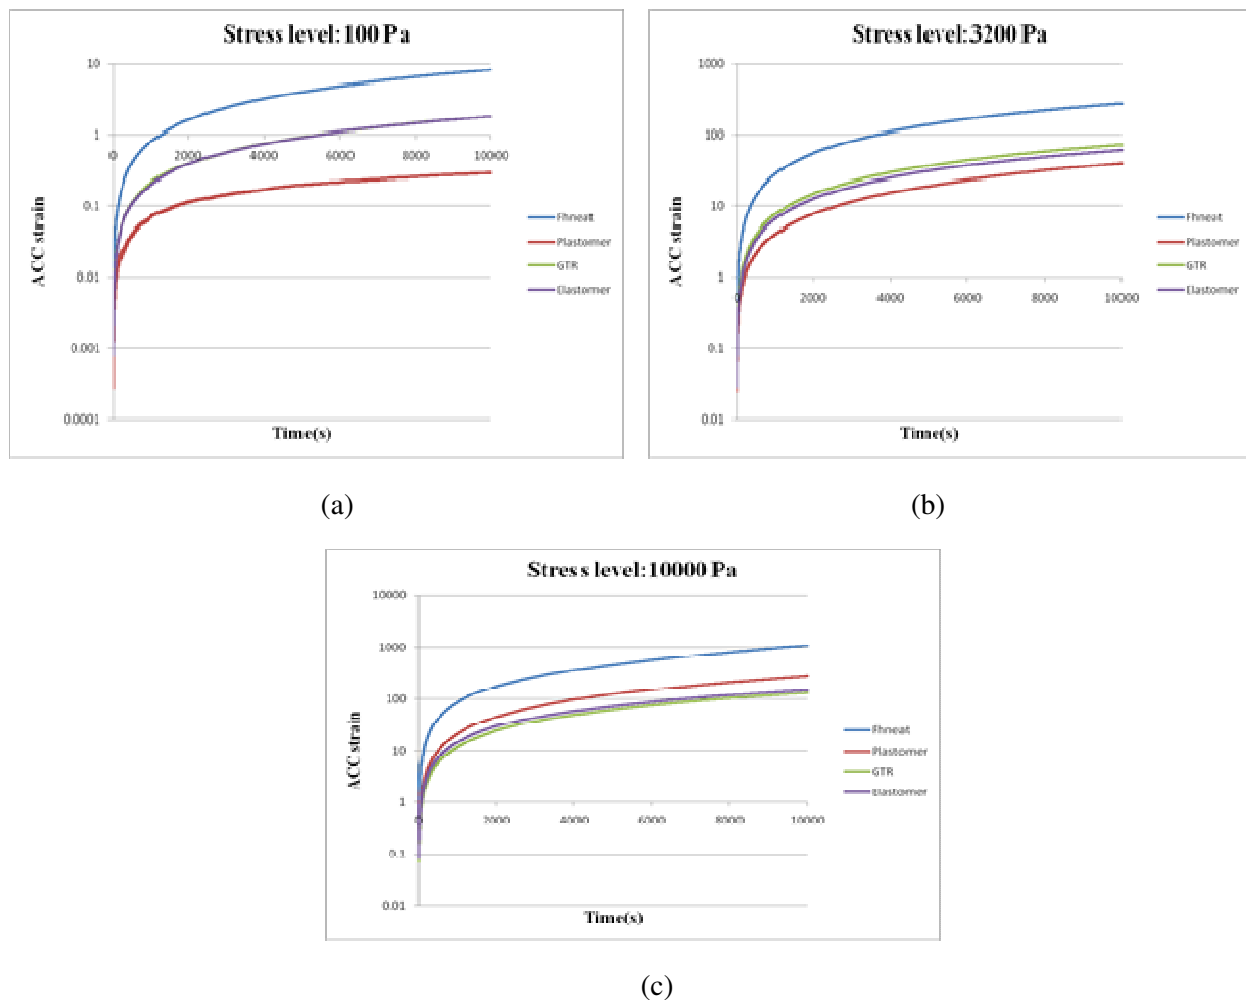 Stress level:100 Pa
10
1
0.1
0.01
0.001
0.0001
0
2000
4000
6000
8000
10000
ACC strain
Time(s)
Fhneat
Plastomer
GTR
Elastomer
(a)
Stress level:3200 Pa
1000
100
10
1
0.1
0.01
0
2000
4000
6000
8000
10000
ACC strain
Time(s)
Fhneat
Plastomer
GTR
Elastomer
(b)
Stress level:10000 Pa
10000
1000
100
10
1
0.1
0.01
0
2000
4000
6000
8000
10000
ACC strain
Time(s)
Fhneat
Plastomer
GTR
Elastomer
(c)